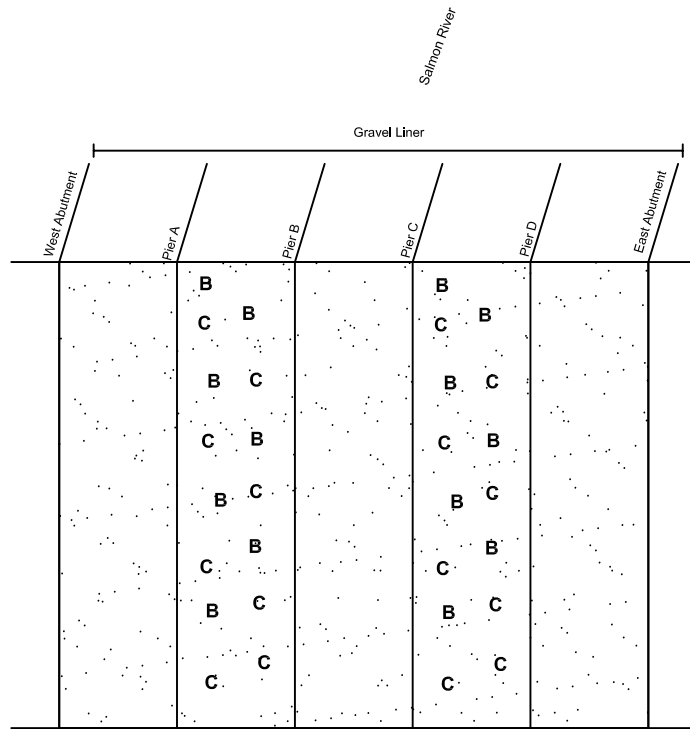 Salmon River
Gravel Liner
West Abutment
Pier A
Pier B
Pier C
Pier D
East Abutment
B B
B B
C C
B C B C
C B C B
C C
B B
B B
C C
C C
B B
C C
C C